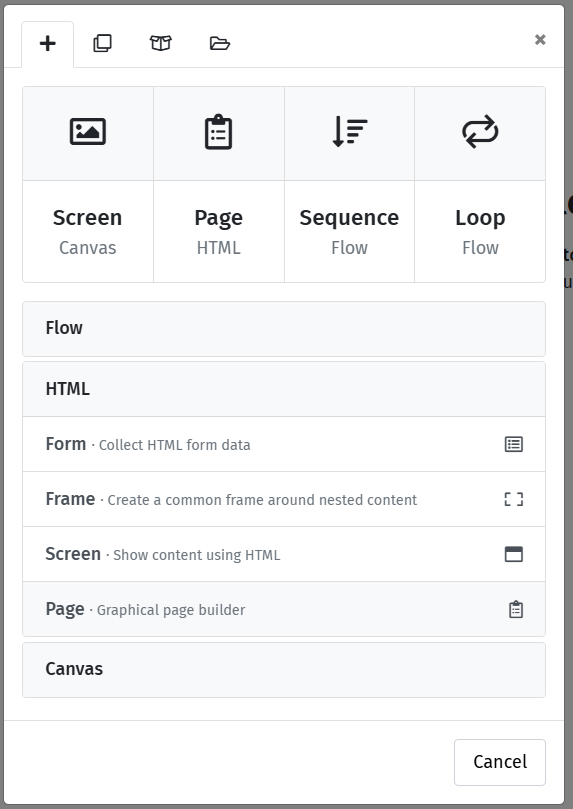 Screen
Canvas
Page
HTML
Sequence
Flow
Loop
Flow
Flow
HTML
Form · Collect HTML form data
Frame · Create a common frame around nested content
Screen · Show content using HTML
Page · Graphical page builder
Canvas
Cancel